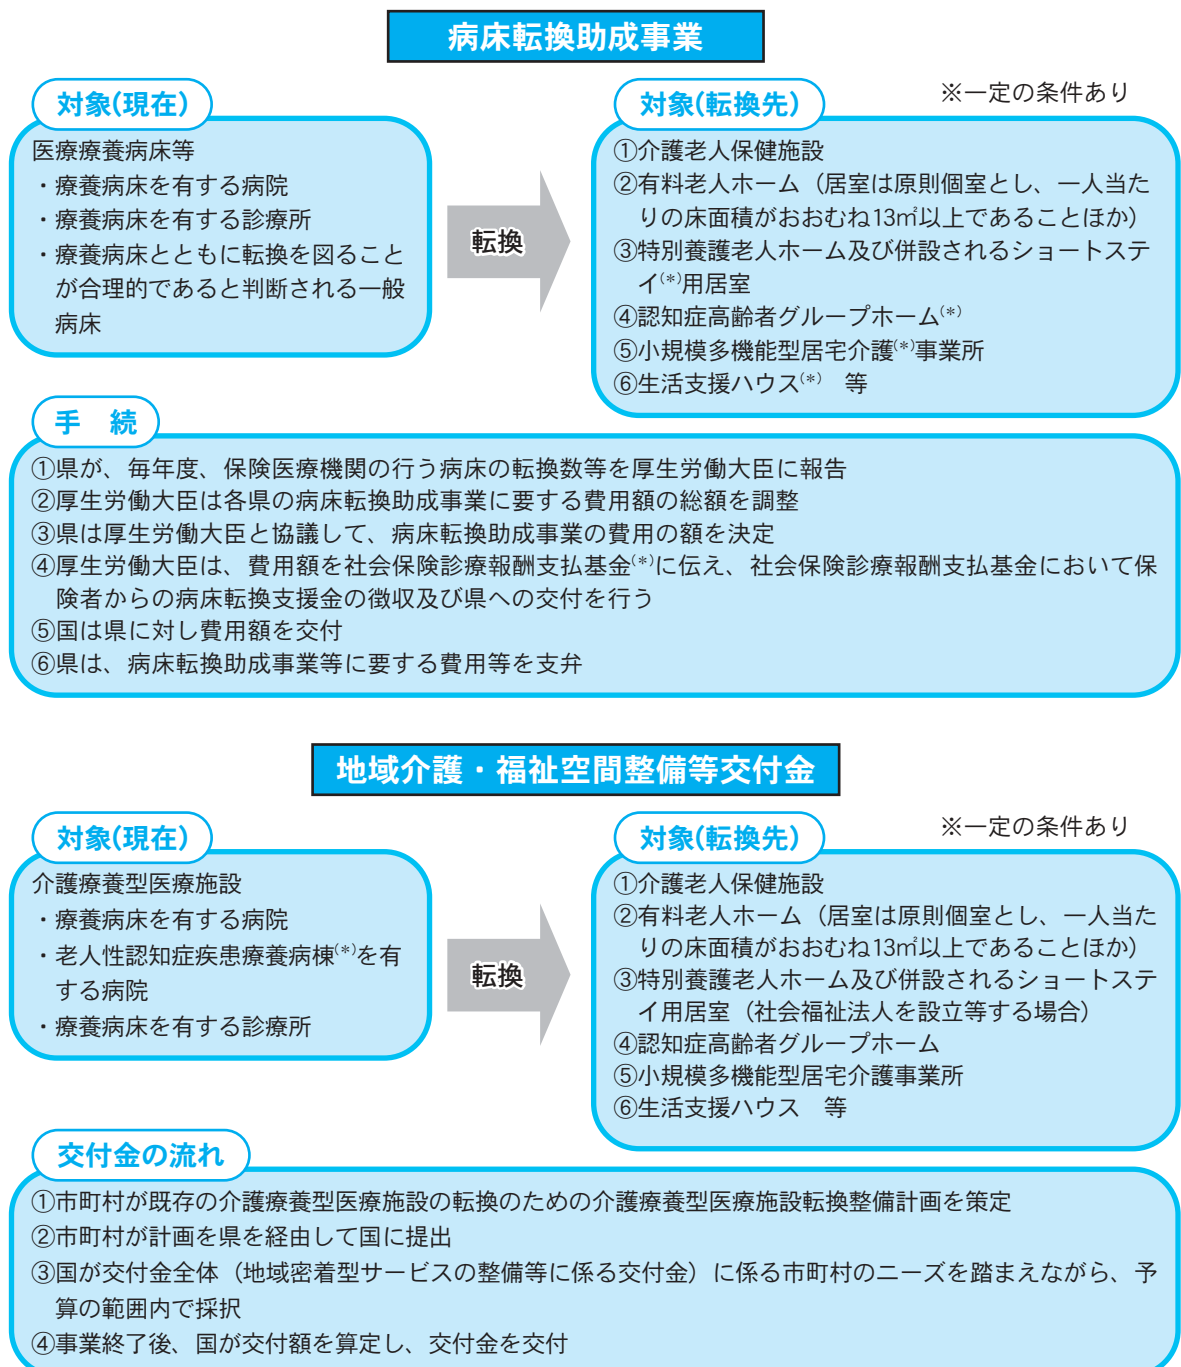 病床転換助成事業
対象(現在)
医療療養病床等
・療養病床を有する病院
・療養病床を有する診療所
・療養病床とともに転換を図ること
が合理的であると判断される一般
病床
転換
対象(転換先)
※一定の条件あり
①介護老人保健施設
②有料老人ホーム（居室は原則個室とし、一人当た
りの床面積がおおむね13㎡以上であることほか）
③特別養護老人ホーム及び併設されるショートステ
イ(*)用居室
④認知症高齢者グループホーム(*)
⑤小規模多機能型居宅介護(*)事業所
⑥生活支援ハウス(*)　等
手　続
①県が、毎年度、保険医療機関の行う病床の転換数等を厚生労働大臣に報告
②厚生労働大臣は各県の病床転換助成事業に要する費用額の総額を調整
③県は厚生労働大臣と協議して、病床転換助成事業の費用の額を決定
④厚生労働大臣は、費用額を社会保険診療報酬支払基金(*)に伝え、社会保険診療報酬支払基金において保
険者からの病床転換支援金の徴収及び県への交付を行う
⑤国は県に対し費用額を交付
⑥県は、病床転換助成事業等に要する費用等を支弁
地域介護・福祉空間整備等交付金
対象(現在)
介護療養型医療施設
・療養病床を有する病院
・老人性認知症疾患療養病棟(*)を有
する病院
・療養病床を有する診療所
転換
対象(転換先)
※一定の条件あり
①介護老人保健施設
②有料老人ホーム（居室は原則個室とし、一人当た
りの床面積がおおむね13㎡以上であることほか）
③特別養護老人ホーム及び併設されるショートステ
イ用居室（社会福祉法人を設立等する場合）
④認知症高齢者グループホーム
⑤小規模多機能型居宅介護事業所
⑥生活支援ハウス　等
交付金の流れ
①市町村が既存の介護療養型医療施設の転換のための介護療養型医療施設転換整備計画を策定
②市町村が計画を県を経由して国に提出
③国が交付金全体（地域密着型サービスの整備等に係る交付金）に係る市町村のニーズを踏まえながら、予
算の範囲内で採択
④事業終了後、国が交付額を算定し、交付金を交付